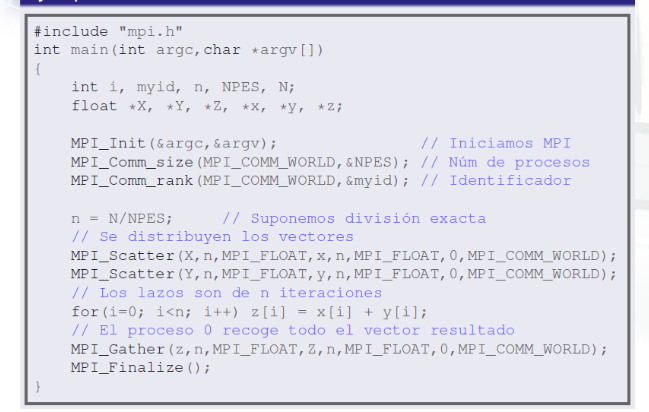 #include "mpi.h"
int main(int argc,char *argv[])
{
    int i, myid, n, NPES, N;
    float *X, *Y, *Z, *x, *y, *z;

    MPI_Init(&argc,&argv);                // Iniciamos MPI
    MPI_Comm_size(MPI_COMM_WORLD,&NPES); // Núm de procesos
    MPI_Comm_rank(MPI_COMM_WORLD,&myid); // Identificador

    n = N/NPES;     // Suponemos división exacta
    // Se distribuyen los vectores
    MPI_Scatter(X,n,MPI_FLOAT,x,n,MPI_FLOAT,0,MPI_COMM_WORLD);
    MPI_Scatter(Y,n,MPI_FLOAT,y,n,MPI_FLOAT,0,MPI_COMM_WORLD);
    // Los lazos son de n iteraciones
    for(i=0; i<n; i++) z[i] = x[i] + y[i];
    // El proceso 0 recoge todo el vector resultado
    MPI_Gather(z,n,MPI_FLOAT,Z,n,MPI_FLOAT,0,MPI_COMM_WORLD);
    MPI_Finalize();
}